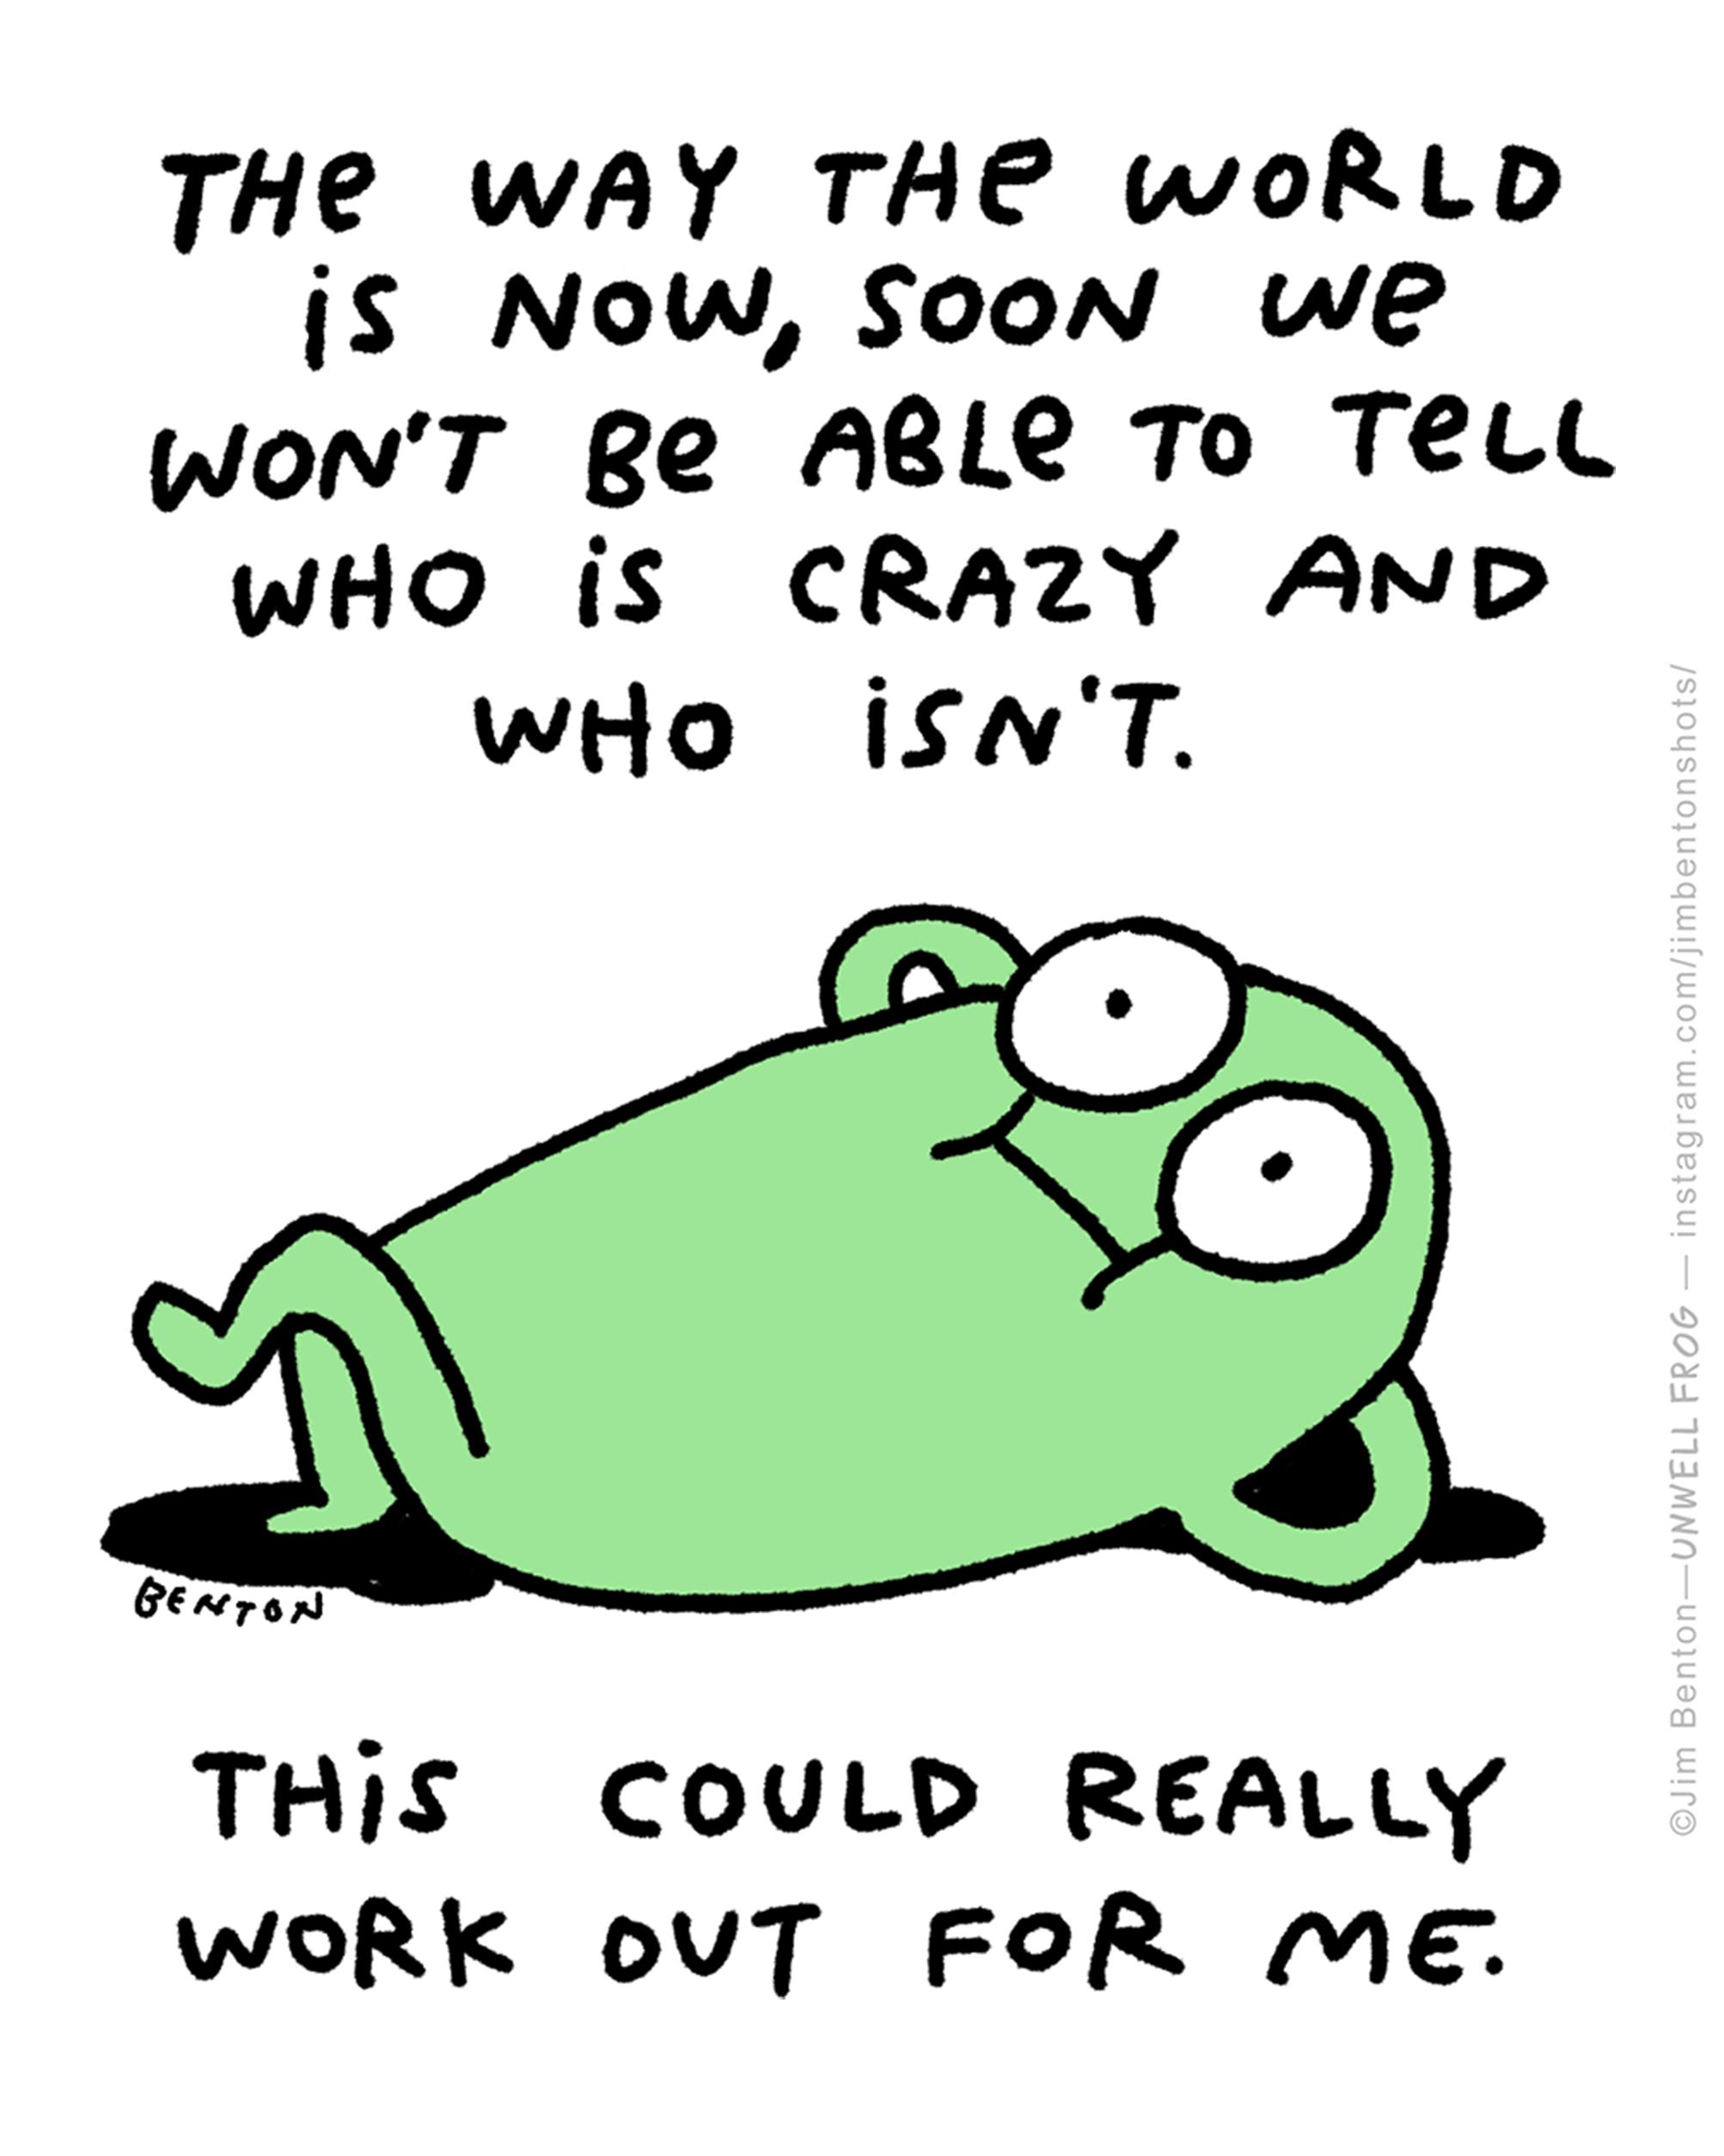 THE WAY THE WORLD
IS NOW, SOON WE
WON'T BE ABLE TO TELL
WHO IS CRAZY AND
WHO ISN'T.
BENTON
THIS COULD REALLY
WORK OUT FOR ME.
©Jim Benton—UNWELL FROG — instagram.com/jimbentonshots/